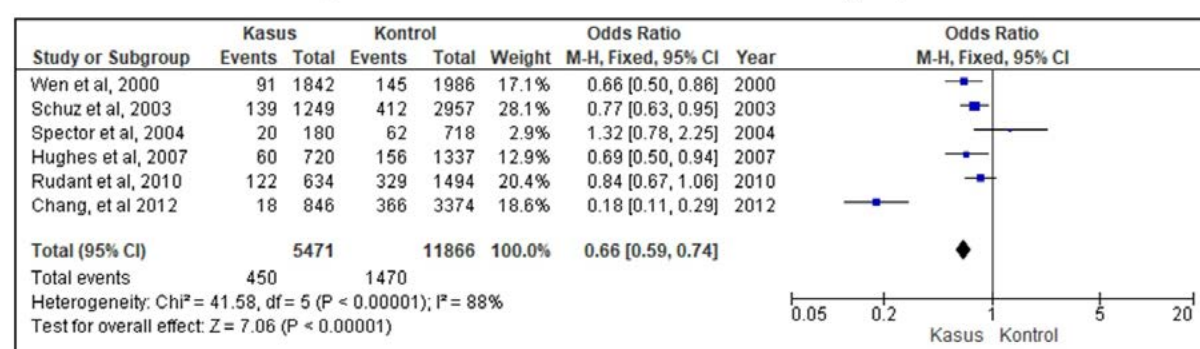 Kasus Kontrol Odds Ratio Odds Ratio
Study or Subgroup Events Total Events Total Weight M-H, Fixed, 95% CI Year M-H, Fixed, 95% CI
Wen et al, 2000 91 1842 145 1986 17.1% 0.66 [0.50, 0.86] 2000
Schuz et al, 2003 139 1249 412 2957 28.1% 0.77 [0.63, 0.95] 2003
Spector et al, 2004 20 180 62 718 2.9% 1.32 [0.78, 2.25] 2004
Hughes et al, 2007 60 720 156 1337 12.9% 0.69 [0.50, 0.94] 2007
Rudant et al, 2010 122 634 329 1494 20.4% 0.84 [0.67, 1.06] 2010
Chang, et al 2012 18 846 366 3374 18.6% 0.18 [0.11, 0.29] 2012
Total (95% CI) 5471 11866 100.0% 0.66 [0.59, 0.74]
Total events 450 1470
Heterogeneity: Chi² = 41.58, df = 5 (P < 0.00001); I² = 88%
Test for overall effect: Z = 7.06 (P < 0.00001)
0.05 0.2 1 5 20
Kasus Kontrol